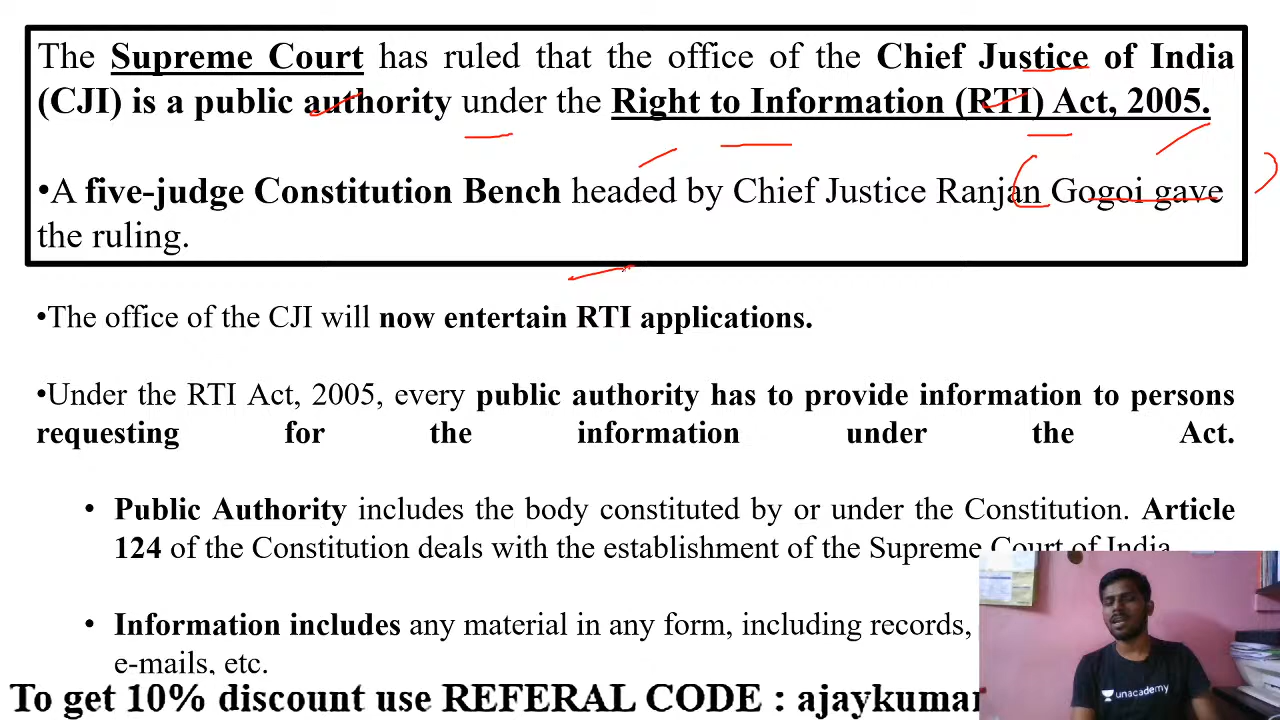 The Supreme Court has ruled that the office of the Chief Justice of India
(CJI) is a public authority under the Right to Information (RTI) Act, 2005.
•A five-judge Constitution Bench headed by Chief Justice Ranjan Gogoi gave
the ruling.
•The office of the CJI will now entertain RTI applications.
•Under the RTI Act, 2005, every public authority has to provide information to persons
requesting for the information under the Act.
• Public Authority includes the body constituted by or under the Constitution. Article
124 of the Constitution deals with the establishment of the Supreme Court of India
• Information includes any material in any form, including records,
e-mails, etc.
To get 10% discount use REFERAL CODE : ajaykumar
unacademy